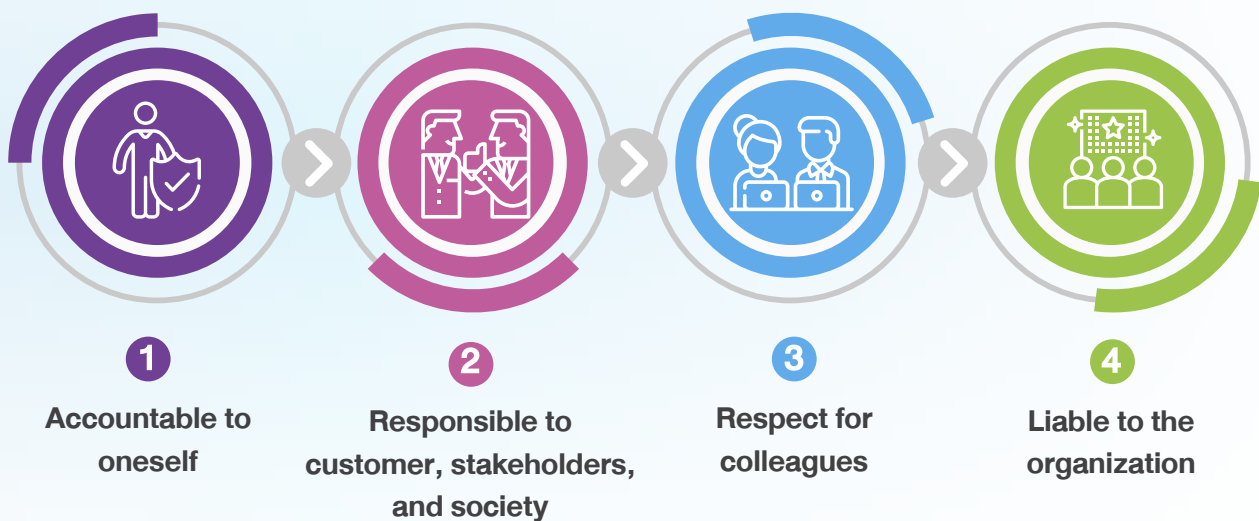 1
Accountable to
oneself
2
Responsible to
customer, stakeholders,
and society
3
Respect for
colleagues
4
Liable to the
organization